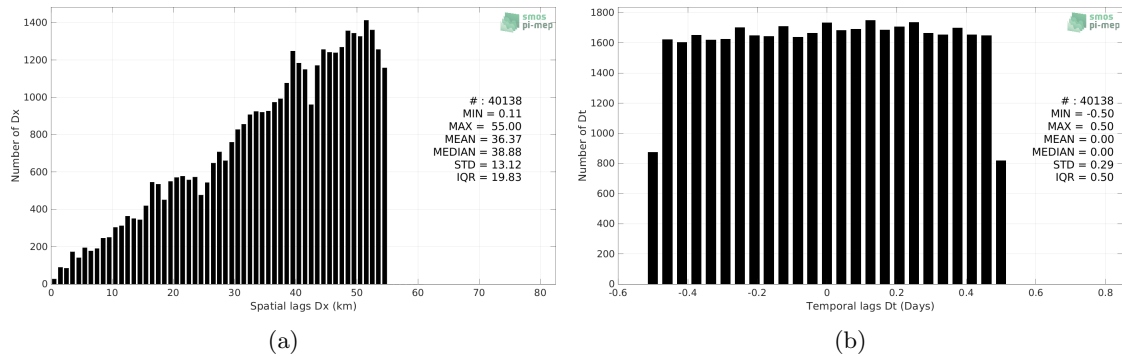 1400
1200
1000
800
600
400
200
0
Number of Dx
smos
pi-mep
# : 40138
MIN = 0.11
MAX = 55.00
MEAN = 36.37
MEDIAN = 38.88
STD = 13.12
IQR = 19.83
0 10 20 30 40 50 60 70 80
Spatial lags Dx (km)
(a)
1800
1600
1400
1200
1000
800
600
400
200
0
Number of Dt
smos
pi-mep
# : 40138
MIN = -0.50
MAX = 0.50
MEAN = 0.00
MEDIAN = 0.00
STD = 0.29
IQR = 0.50
-0.6 -0.4 -0.2 0 0.2 0.4 0.6 0.8
Temporal lags Dt (Days)
(b)